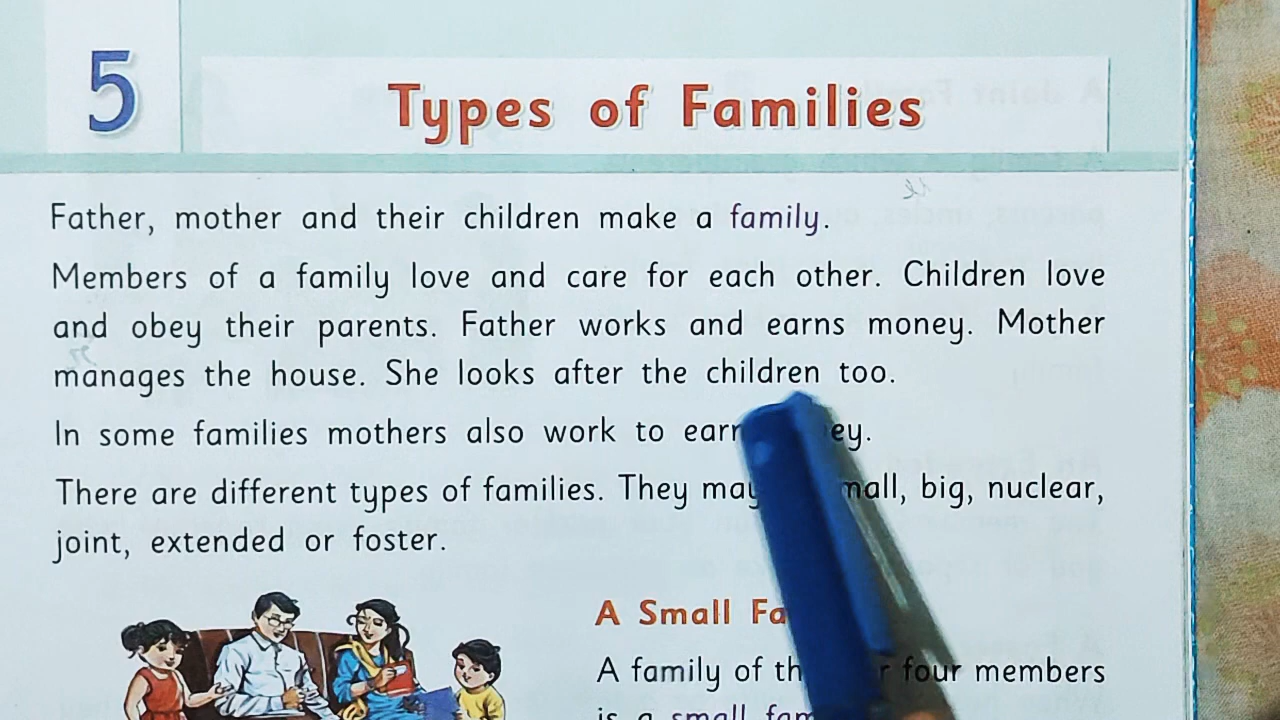 5
Types of Families
Father, mother and their children make a family.
Members of a family love and care for each other. Children love
and obey their parents. Father works and earns money. Mother
manages the house. She looks after the children too.
In some families mothers also work to earn
There are different types of families. They may big, nuclear,
joint, extended or foster.
A Small
A family of four members
is a small